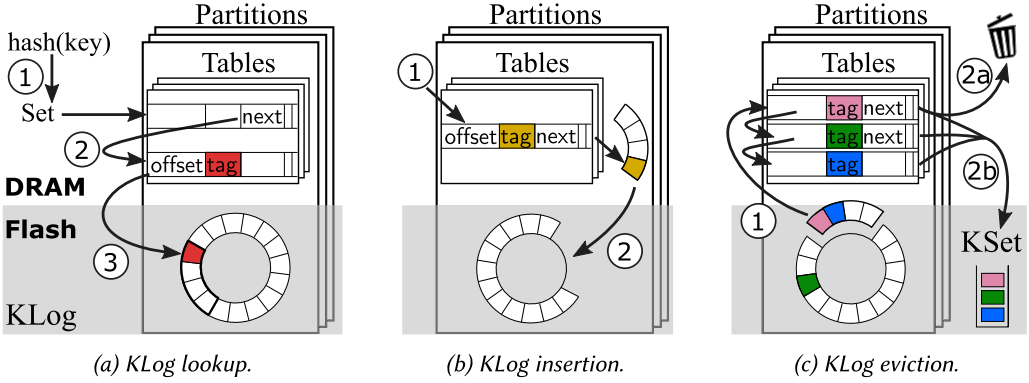 Partitions
hash(key)
Tables
1
Set
next
2
offset tag
DRAM
Flash
3
KLog
(a) KLog lookup.
Partitions
1
Tables
offset tag next
2
(b) KLog insertion.
Partitions
Tables
2a
tag next
tag next
tag
2b
1
KSet
(c) KLog eviction.